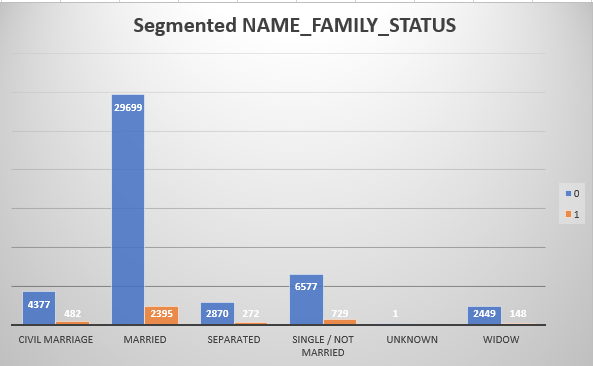 Segmented NAME_FAMILY_STATUS
29699
4377
482
2395
2870
272
6577
729
1
2449
148
0
1
CIVIL MARRIAGE
MARRIED
SEPARATED
SINGLE / NOT
MARRIED
UNKNOWN
WIDOW